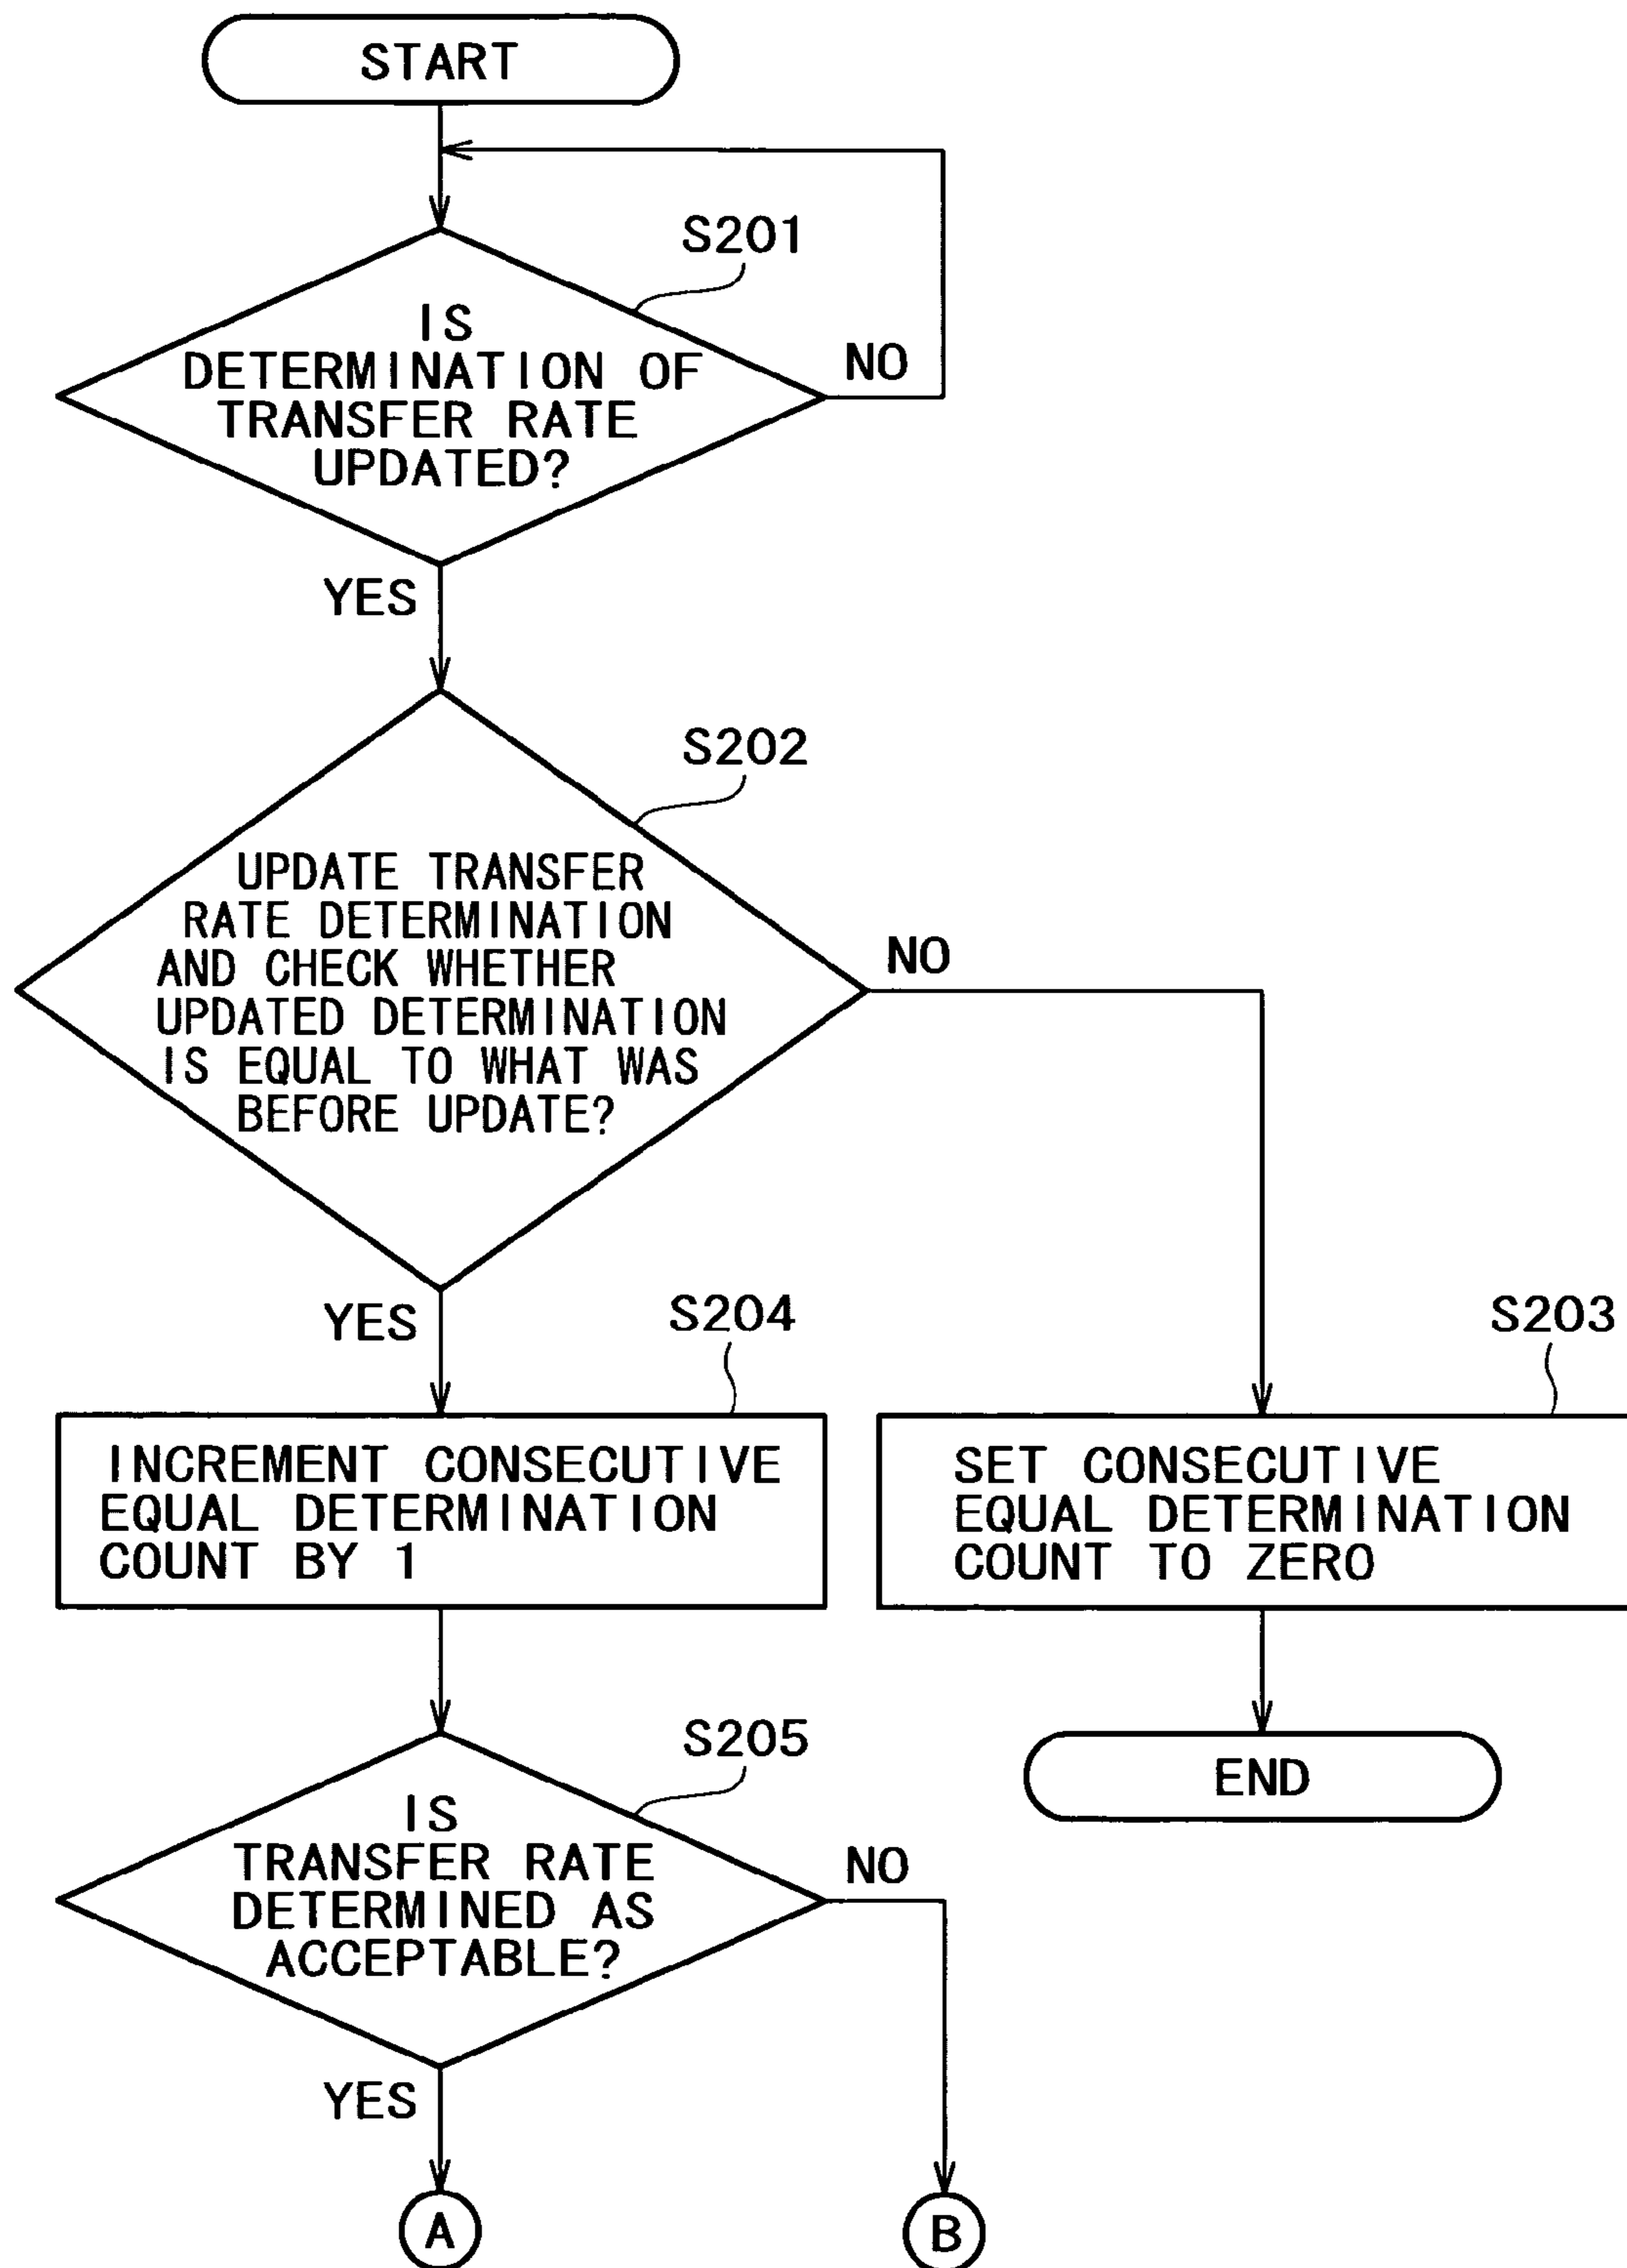 START
S201
IS
DETERMINATION OF
TRANSFER RATE
UPDATED?
NO
YES
S202
UPDATE TRANSFER
RATE DETERMINATION
AND CHECK WHETHER
UPDATED DETERMINATION
IS EQUAL TO WHAT WAS
BEFORE UPDATE?
NO
YES
S204
INCREMENT CONSECUTIVE
EQUAL DETERMINATION
COUNT BY 1
S203
SET CONSECUTIVE
EQUAL DETERMINATION
COUNT TO ZERO
END
S205
IS
TRANSFER RATE
DETERMINED AS
ACCEPTABLE?
NO
YES
A
B